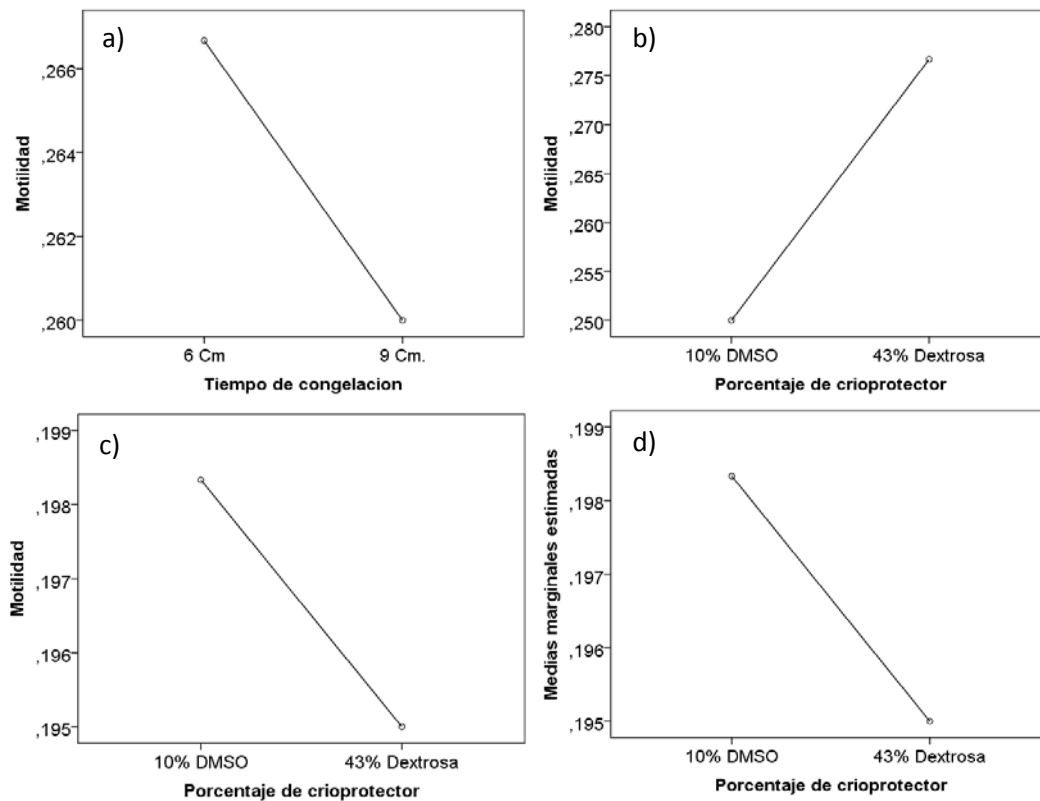 a)
,266
,264
,262
,260
Motilidad
6 Cm 9 Cm.
Tiempo de congelacion
b)
,280
,275
,270
,265
,260
,255
,250
Motilidad
10% DMSO 43% Dextrosa
Porcentaje de crioprotector
c)
,199
,198
,197
,196
,195
Motilidad
10% DMSO 43% Dextrosa
Porcentaje de crioprotector
d)
,199
,198
,197
,196
,195
Medias marginales estimadas
10% DMSO 43% Dextrosa
Porcentaje de crioprotector